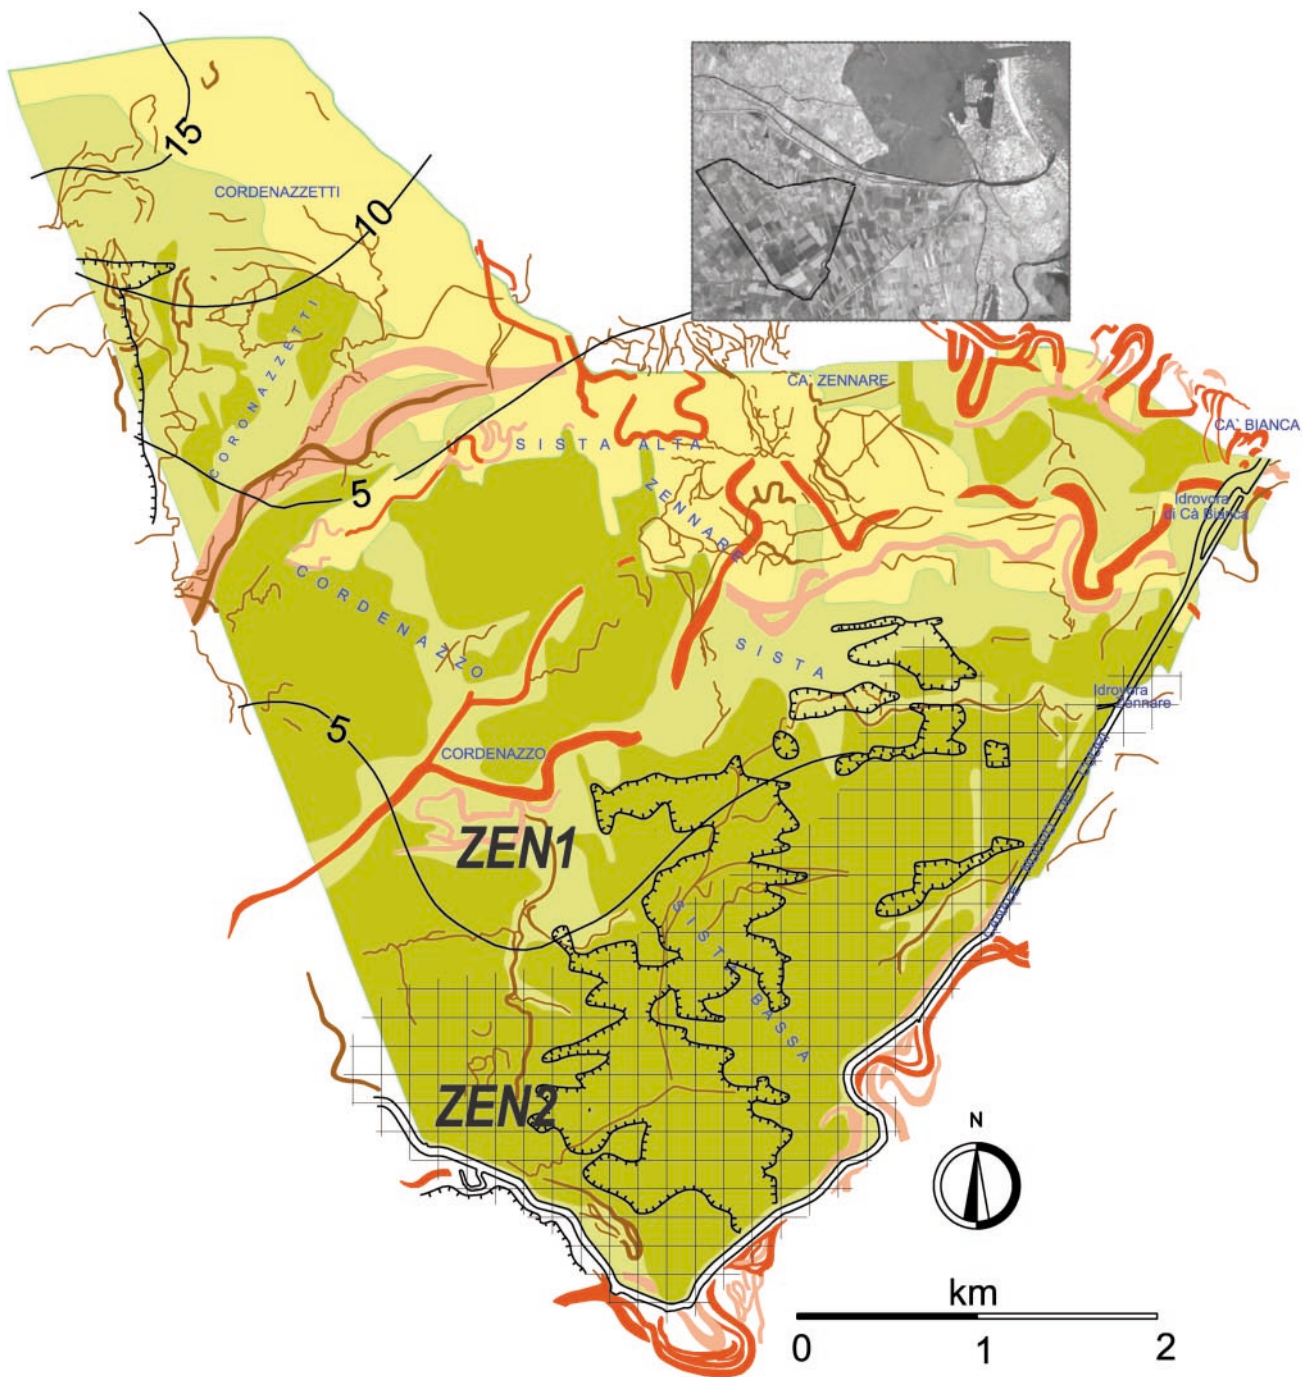 15
CORDENAZZETTI
10
CORONAZZETTI
CA' ZENNARE
CA' BIANCA
SISTA ALTA
5
ZENNARE
Idrovora
di Cà Bianca
CORDENAZZO
SISTA
Idrovora
Zennare
5
CORDENAZZO
ZEN1
SISTA BASSA
ZEN2
N
km
0
1
2